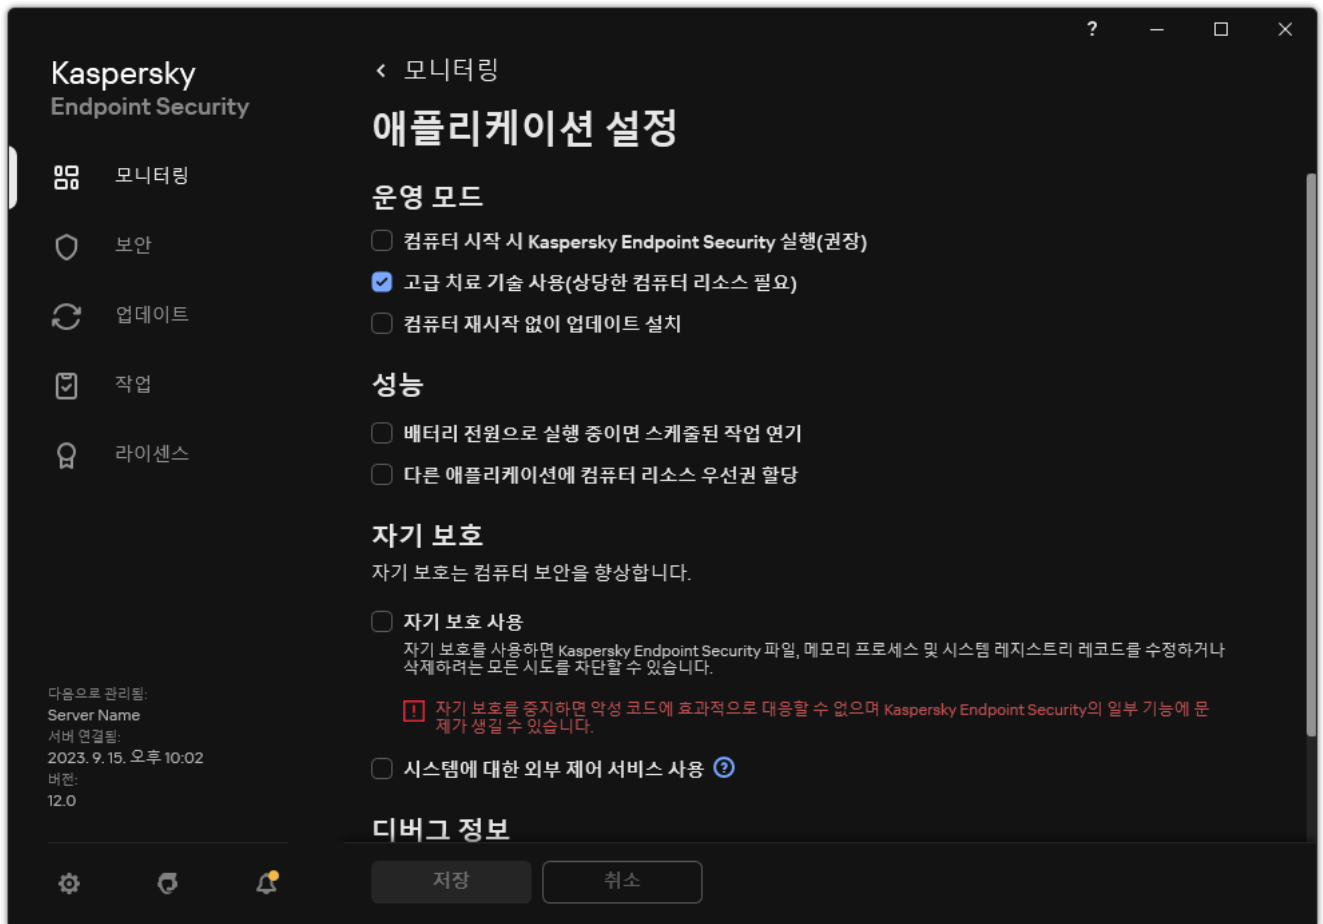 ?
Kaspersky
Endpoint Security
모니터링
보안
업데이트
작업
라이센스
다음으로 관리됨:
Server Name
서버 연결됨:
2023. 9. 15. 오후 10:02
버전:
12.0
모니터링
애플리케이션 설정
운영 모드
컴퓨터 시작 시 Kaspersky Endpoint Security 실행(권장)
고급 치료 기술 사용(상당한 컴퓨터 리소스 필요)
컴퓨터 재시작 없이 업데이트 설치
성능
배터리 전원으로 실행 중이면 스케줄된 작업 연기
다른 애플리케이션에 컴퓨터 리소스 우선권 할당
자기 보호
자기 보호는 컴퓨터 보안을 향상합니다.
자기 보호 사용
자기 보호를 사용하면 Kaspersky Endpoint Security 파일, 메모리 프로세스 및 시스템 레지스트리 레코드를 수정하거나
삭제하려는 모든 시도를 차단할 수 있습니다.
자기 보호를 중지하면 악성 코드에 효과적으로 대응할 수 없으며 Kaspersky Endpoint Security의 일부 기능에 문
제가 생길 수 있습니다.
시스템에 대한 외부 제어 서비스 사용
디버그 정보
저장
취소